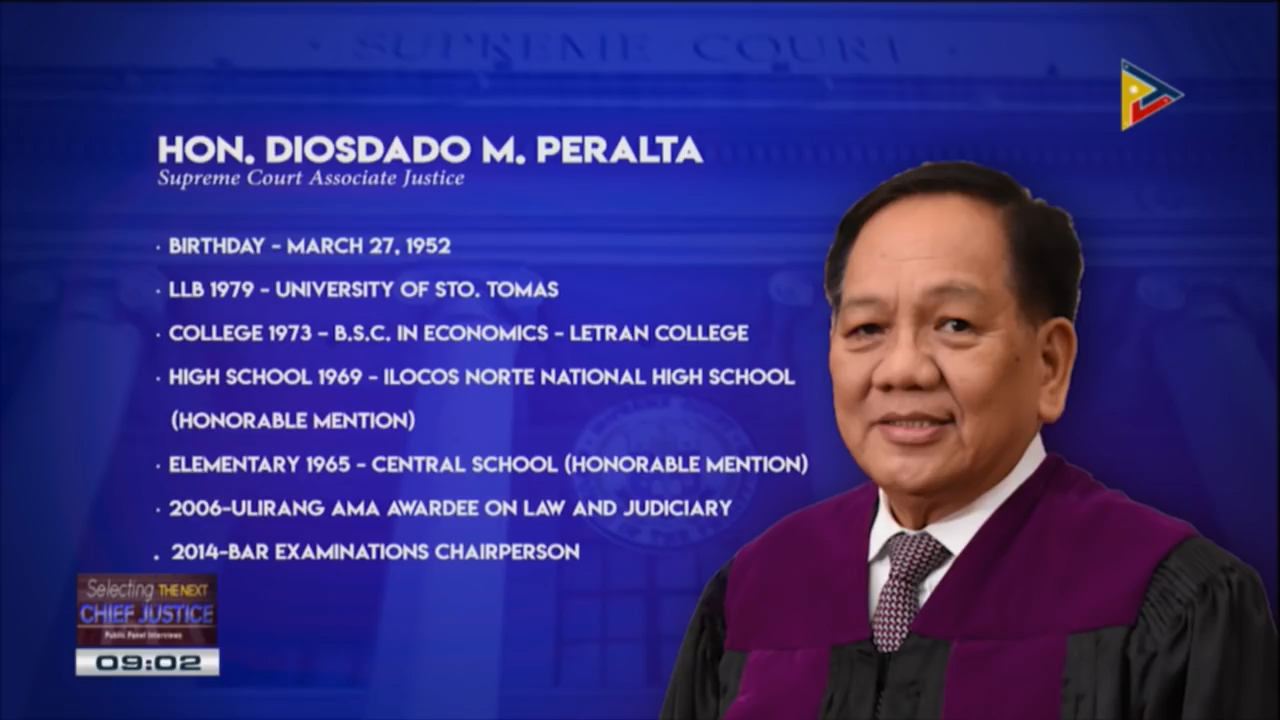 SUPREME COURT
HON. DIOSDADO M. PERALTA
Supreme Court Associate Justice
· BIRTHDAY - MARCH 27, 1952
· LLB 1979 - UNIVERSITY OF STO. TOMAS
· COLLEGE 1973 - B.S.C. IN ECONOMICS - LETRAN COLLEGE
· HIGH SCHOOL 1969 - ILOCOS NORTE NATIONAL HIGH SCHOOL
(HONORABLE MENTION)
· ELEMENTARY 1965 - CENTRAL SCHOOL (HONORABLE MENTION)
· 2006-ULIRANG AMA AWARDEE ON LAW AND JUDICIARY
. 2014-BAR EXAMINATIONS CHAIRPERSON
Selecting THE NEXT
CHIEF JUSTICE
Public Panel Interviews
09:02